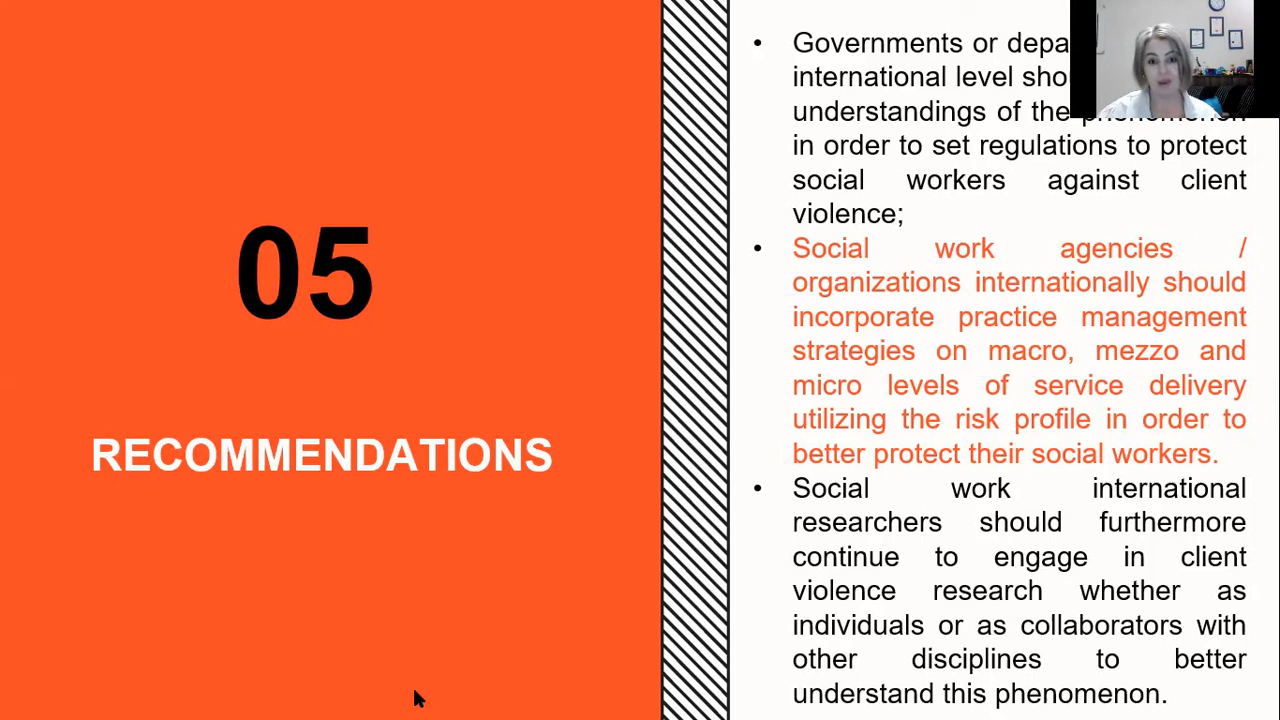 05
RECOMMENDATIONS
• Governments or
international level
understandings of the phenomenon
in order to set regulations to protect
social workers against client
violence;
• Social work agencies /
organizations internationally should
incorporate practice management
strategies on macro, mezzo and
micro levels of service delivery
utilizing the risk profile in order to
better protect their social workers.
• Social work international
researchers should furthermore
continue to engage in client
violence research whether as
individuals or as collaborators with
other disciplines to better
understand this phenomenon.